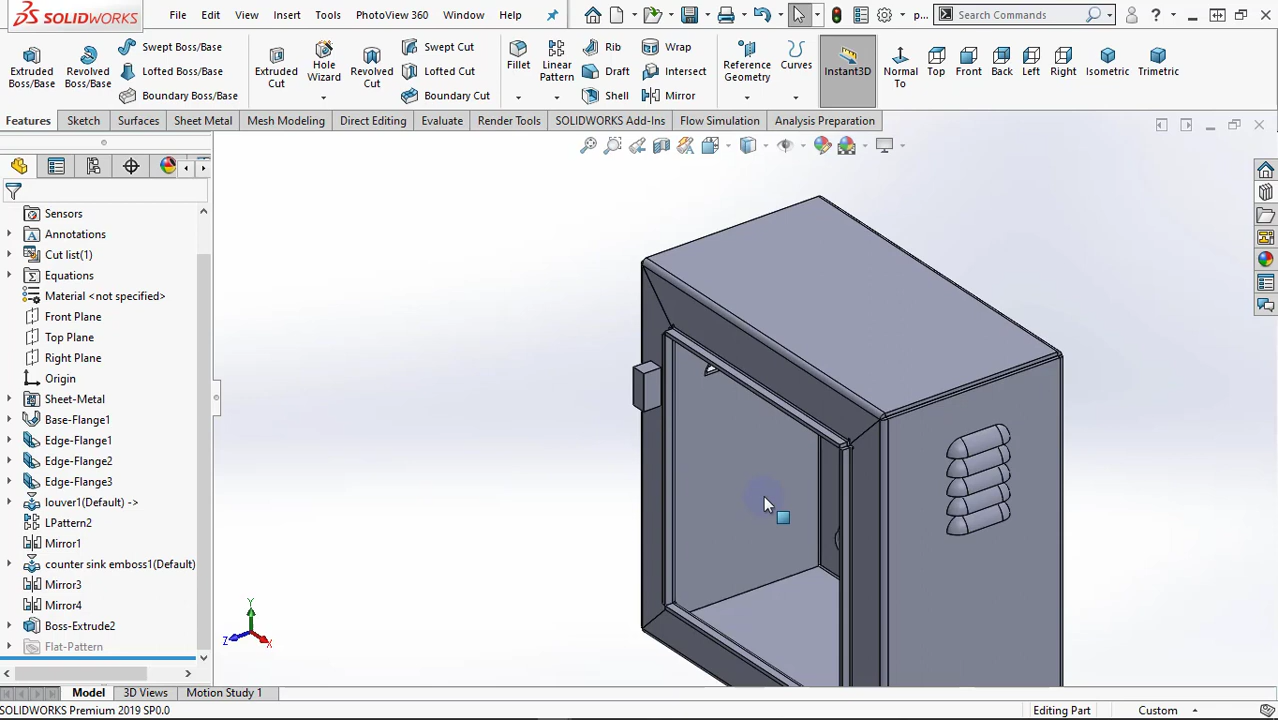 SOLIDWORKS
File Edit View Insert Tools PhotoView 360 Window Help
p...
Search Commands
?
Extruded Boss/Base
Revolved Boss/Base
Swept Boss/Base
Lofted Boss/Base
Boundary Boss/Base
Extruded Cut
Hole Wizard
Revolved Cut
Swept Cut
Lofted Cut
Boundary Cut
Fillet
Linear Pattern
Rib
Draft
Shell
Wrap
Intersect
Mirror
Reference Geometry
Curves
Instant3D
Normal To
Top
Front
Back
Left
Right
Isometric
Trimetric
Features Sketch Surfaces Sheet Metal Mesh Modeling Direct Editing Evaluate Render Tools SOLIDWORKS Add-Ins Flow Simulation Analysis Preparation
Sensors
Annotations
Cut list(1)
Equations
Material <not specified>
Front Plane
Top Plane
Right Plane
Origin
Sheet-Metal
Base-Flange1
Edge-Flange1
Edge-Flange2
Edge-Flange3
louver1(Default) ->
LPattern2
Mirror1
counter sink emboss1(Default)
Mirror3
Mirror4
Boss-Extrude2
Flat-Pattern
Y
Z
X
Model 3D Views Motion Study 1
SOLIDWORKS Premium 2019 SP0.0
Editing Part
Custom